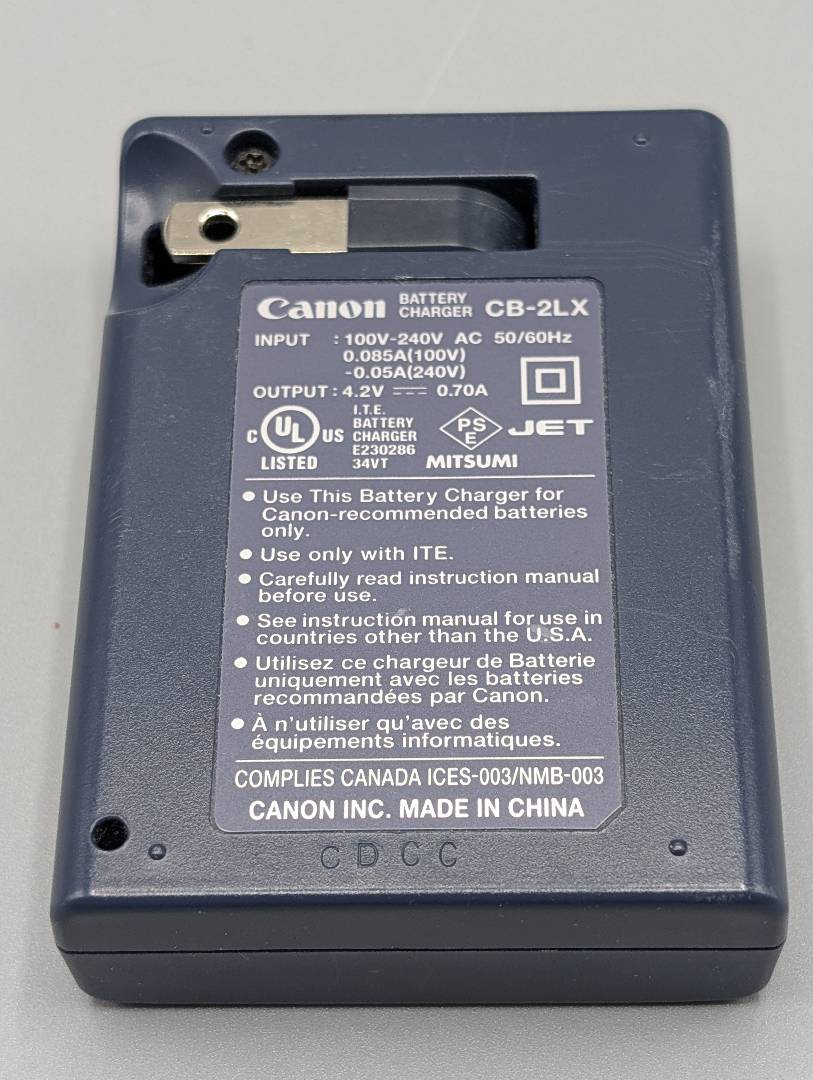 Canon BATTERY CHARGER CB-2LX
INPUT : 100V-240V AC 50/60Hz
0.085A(100V)
-0.05A(240V)
OUTPUT : 4.2V ⎓ 0.70A
C UL US LISTED
I.T.E.
BATTERY
CHARGER
E230286
34VT
PS
E
JET
MITSUMI
• Use This Battery Charger for
Canon-recommended batteries
only.
• Use only with ITE.
• Carefully read instruction manual
before use.
• See instruction manual for use in
countries other than the U.S.A.
• Utilisez ce chargeur de Batterie
uniquement avec les batteries
recommandées par Canon.
• À n'utiliser qu'avec des
équipements informatiques.
COMPLIES CANADA ICES-003/NMB-003
CANON INC. MADE IN CHINA
C D C C